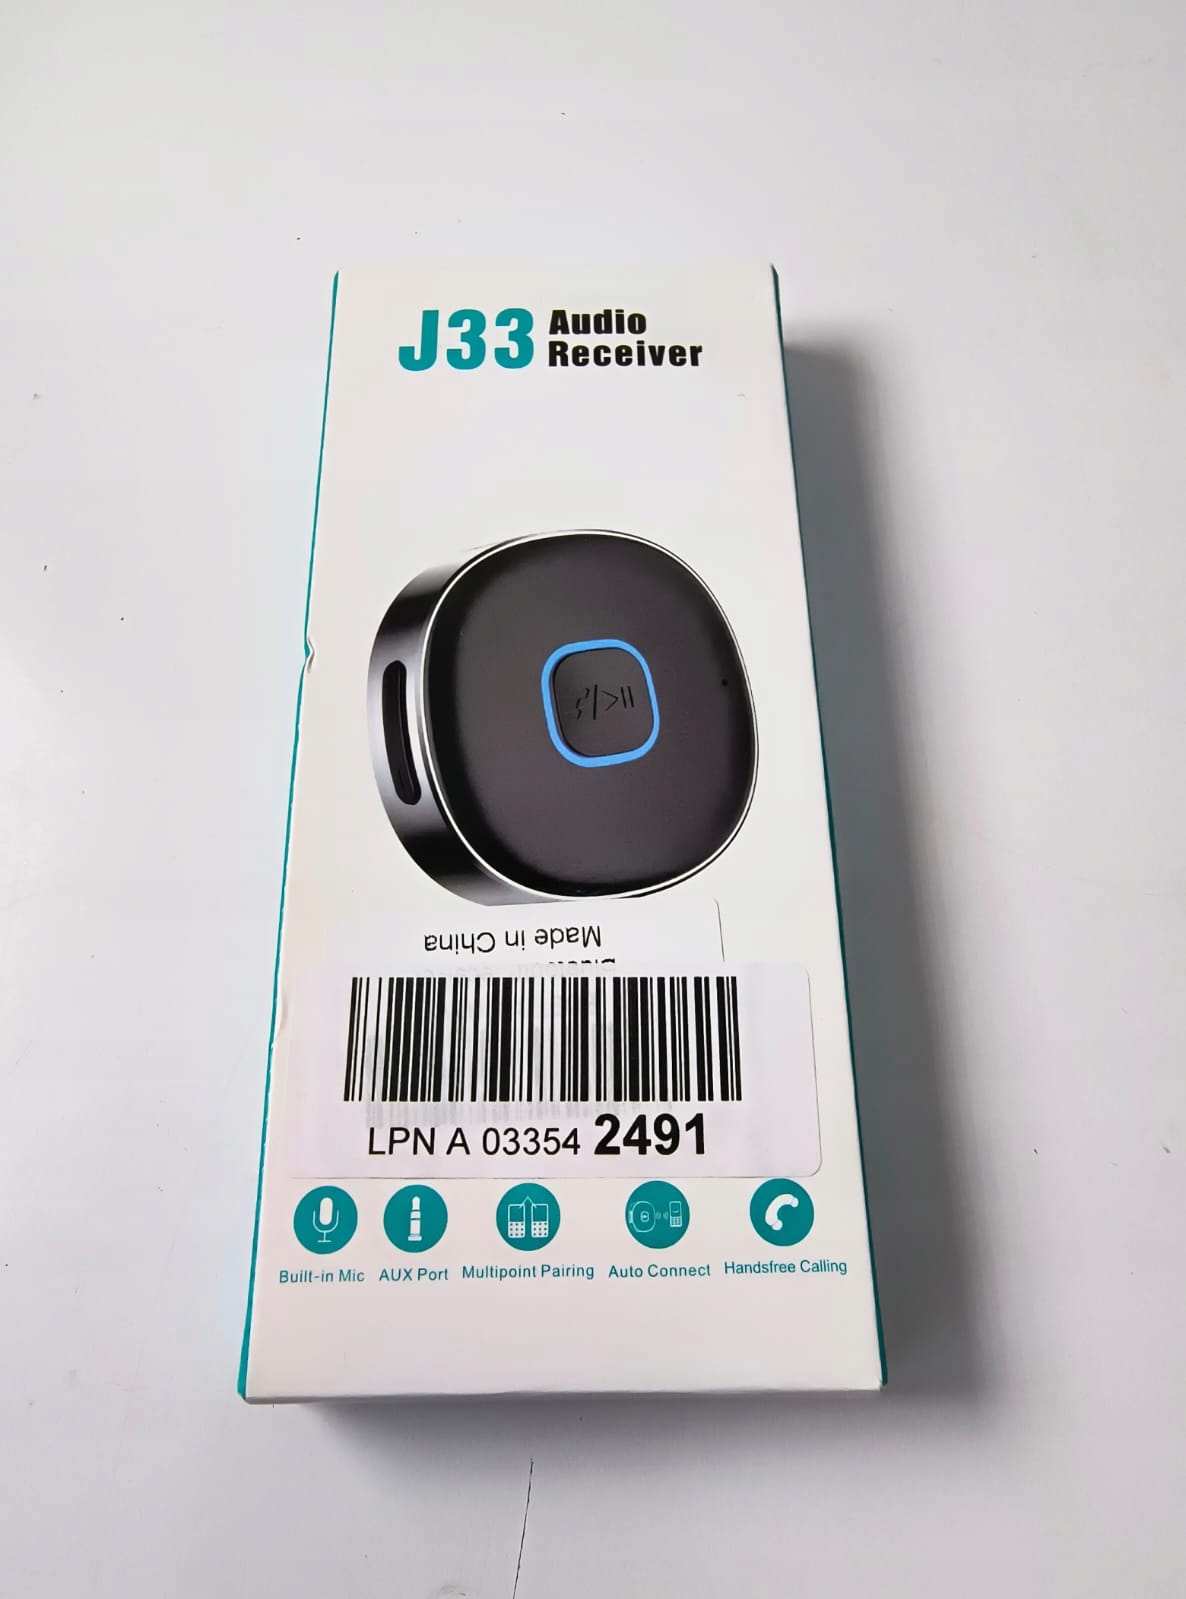 J33 Audio
Receiver
Made in China
LPN A 03354 2491
Built-in Mic AUX Port Multipoint Pairing Auto Connect Handsfree Calling